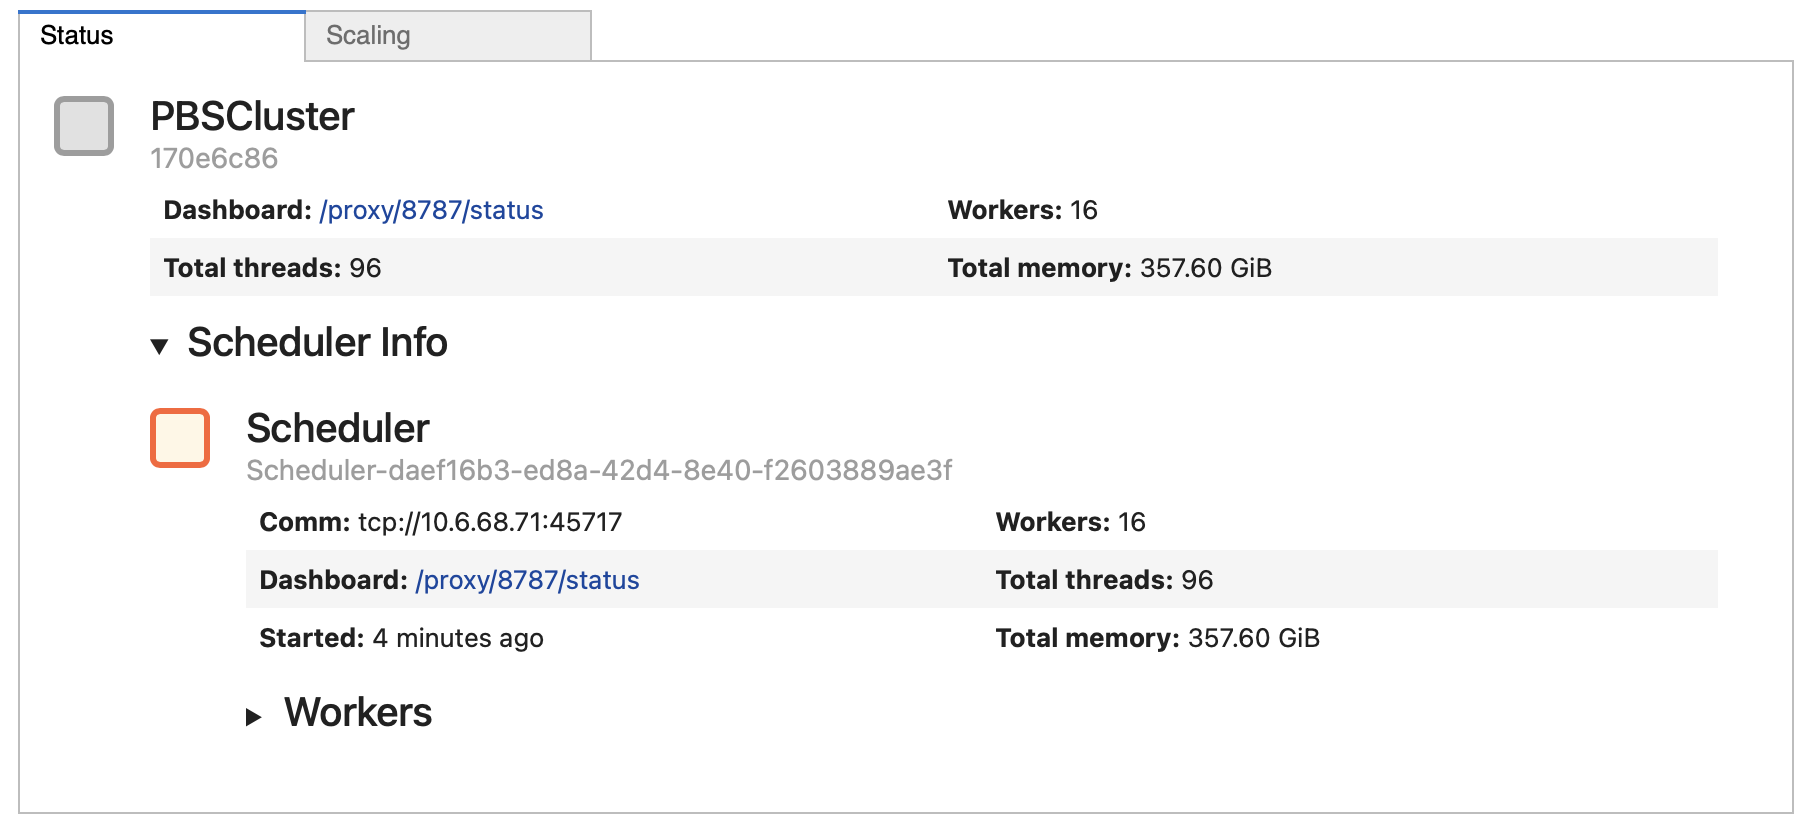 Status Scaling
PBSCluster
170e6c86
Dashboard: /proxy/8787/status Workers: 16
Total threads: 96 Total memory: 357.60 GiB
Scheduler Info
Scheduler
Scheduler-daef16b3-ed8a-42d4-8e40-f2603889ae3f
Comm: tcp://10.6.68.71:45717 Workers: 16
Dashboard: /proxy/8787/status Total threads: 96
Started: 4 minutes ago Total memory: 357.60 GiB
Workers